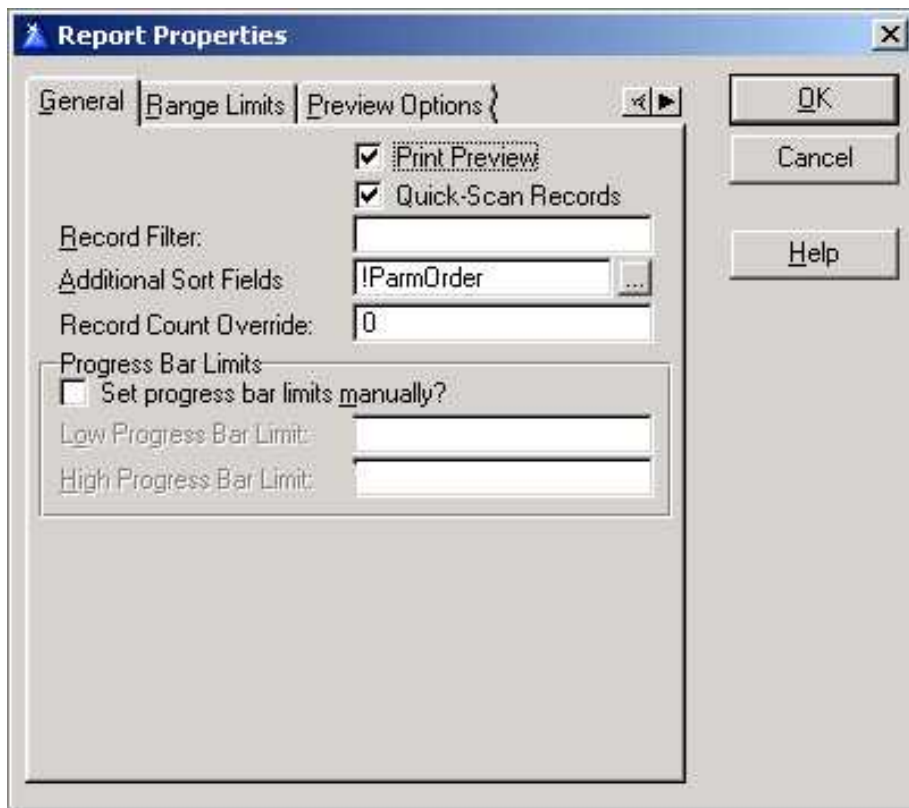 Report Properties
General Range Limits Preview Options
OK
Cancel
Help
Print Preview
Quick-Scan Records
Record Filter:
Additional Sort Fields !ParmOrder ...
Record Count Override: 0
Progress Bar Limits
Set progress bar limits manually?
Low Progress Bar Limit:
High Progress Bar Limit: